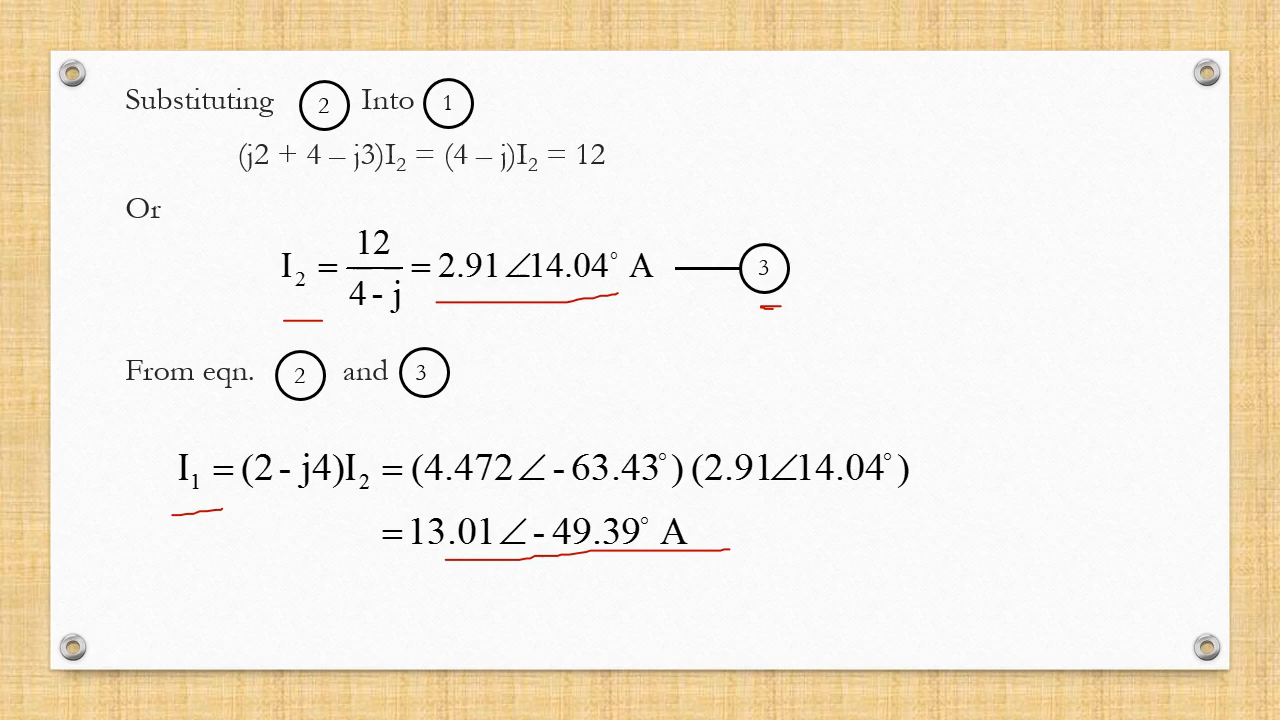 Substituting 2 Into 1
(j2 + 4 – j3)I₂ = (4 – j)I₂ = 12
Or
I₂ = 12 / 4 - j = 2.91∠14.04° A 3
From eqn. 2 and 3
I₁ = (2 - j4)I₂ = (4.472∠ - 63.43°) (2.91∠14.04°)
= 13.01∠ - 49.39° A